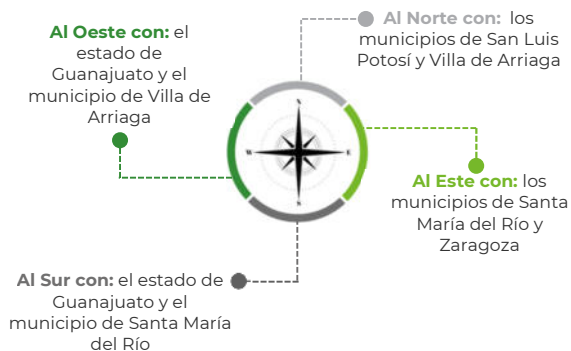 Al Oeste con: el
estado de
Guanajuato y el
municipio de Villa de
Arriaga
Al Norte con: los
municipios de San Luis
Potosí y Villa de Arriaga
N
W
E
S
Al Este con: los
municipios de Santa
María del Río y
Zaragoza
Al Sur con: el estado de
Guanajuato y el
municipio de Santa María
del Río